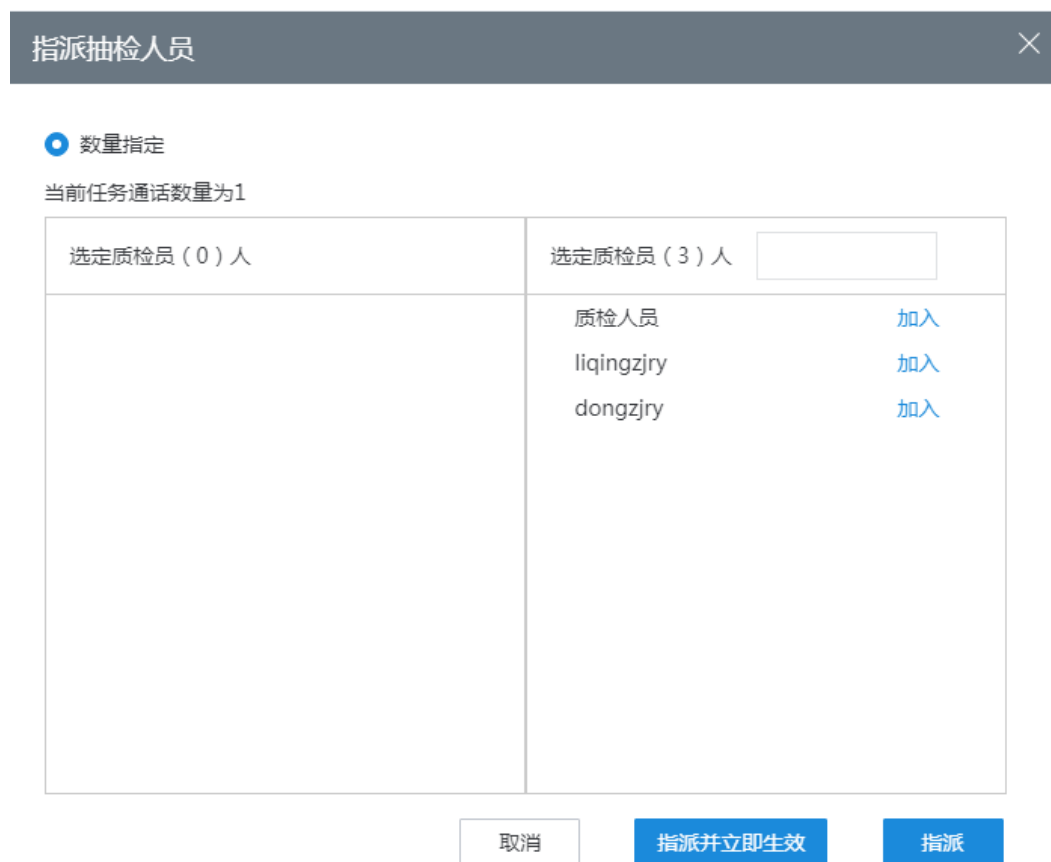 指派抽检人员
数量指定
当前任务通话数量为1
选定质检员（0）人
选定质检员（3）人
质检人员 加入
liqingzjry 加入
dongzjry 加入
取消 指派并立即生效 指派